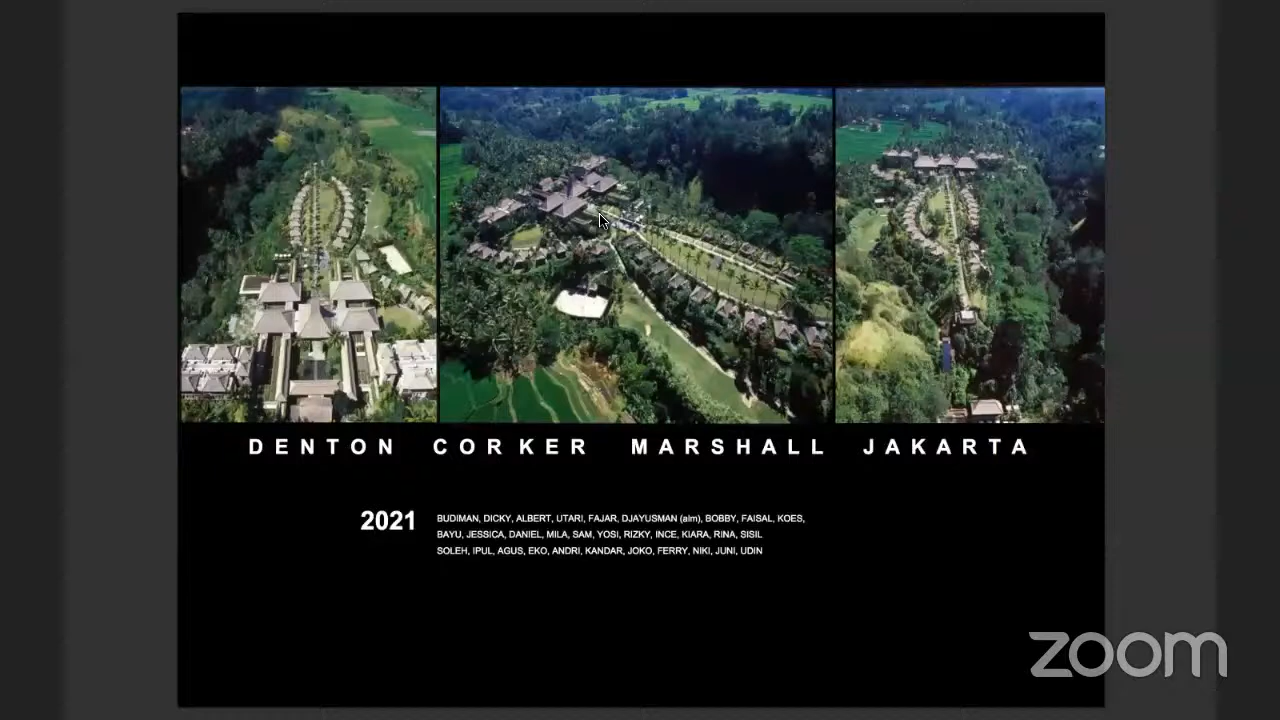 DENTON CORKER MARSHALL JAKARTA
2021 BUDIMAN, DICKY, ALBERT, UTARI, FAJAR, DJAYUSMAN (alm), BOBBY, FAISAL, KOES,
BAYU, JESSICA, DANIEL, MILA, SAM, YOSI, RIZKY, INCE, KIARA, RINA, SISIL
SOLEH, IPUL, AGUS, EKO, ANDRI, KANDAR, JOKO, FERRY, NIKI, JUNI, UDIN
zoom